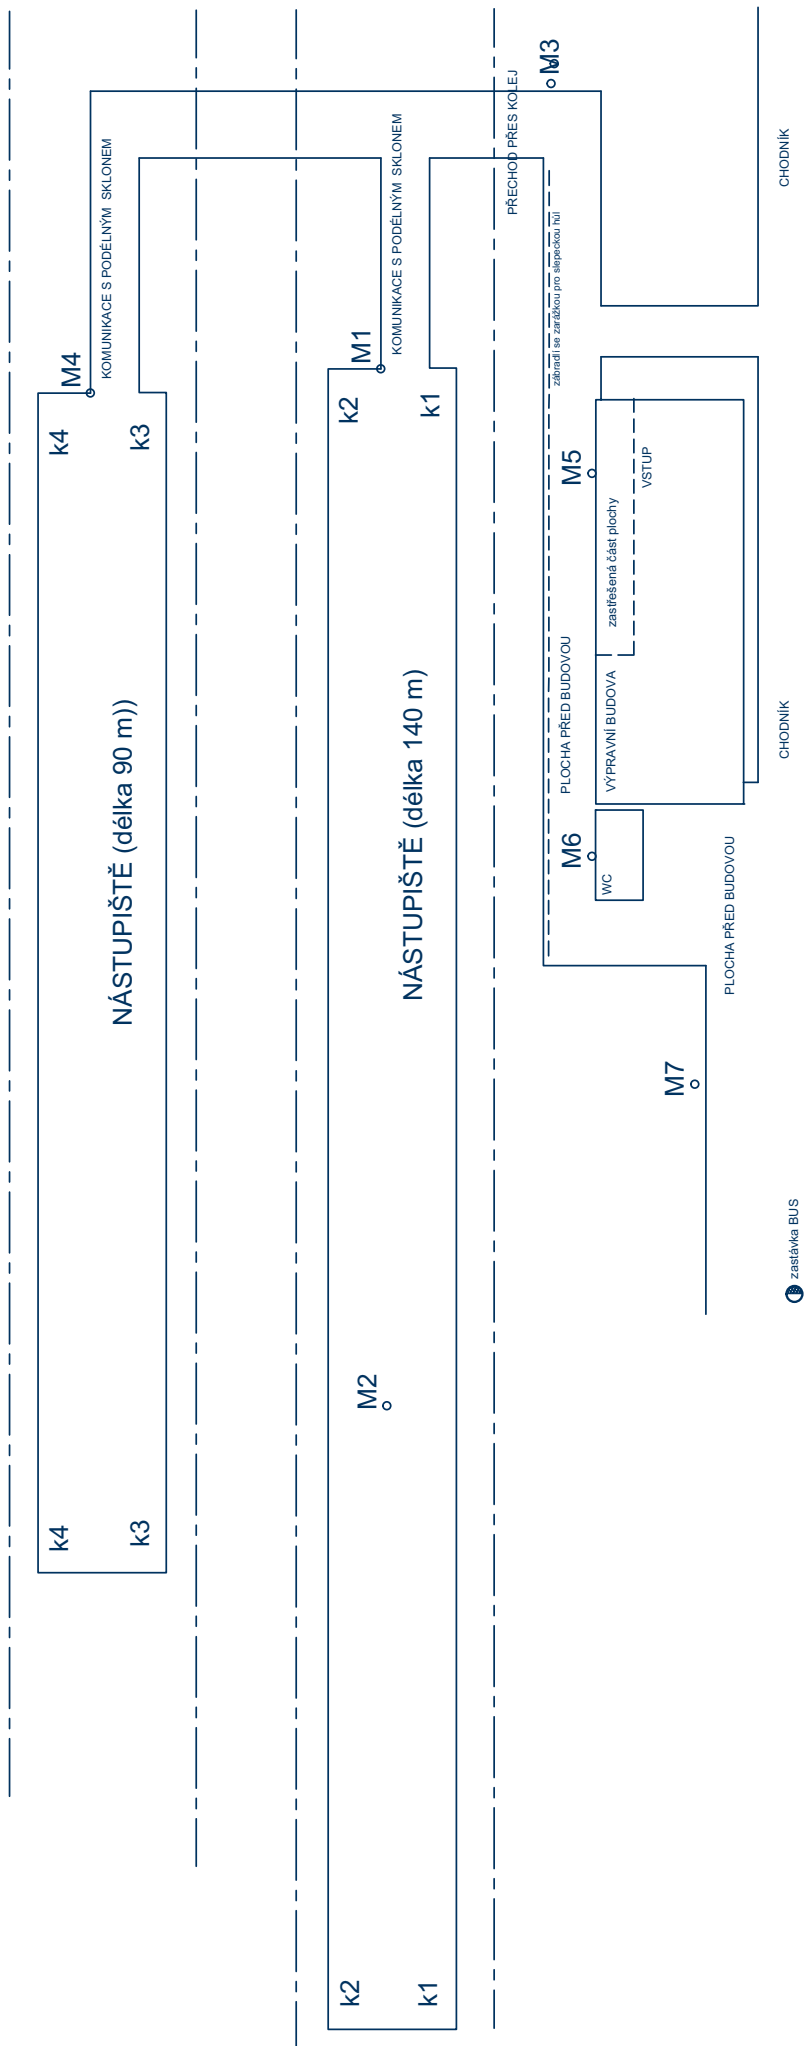 k4
k3
NÁSTUPIŠTĚ (délka 90 m))
k4
k3
M4
KOMUNIKACE S PODÉLNÝM SKLONEM
k2
k1
M2
NÁSTUPIŠTĚ (délka 140 m)
k2
k1
M1
KOMUNIKACE S PODÉLNÝM SKLONEM
PŘECHOD PŘES KOLEJ
M3
zábradlí se zarážkou pro slepeckou hůl
PLOCHA PŘED BUDOVOU
M5
M6
WC
VÝPRAVNÍ BUDOVA
zastřešená část plochy
VSTUP
M7
PLOCHA PŘED BUDOVOU
zastávka BUS
CHODNÍK
CHODNÍK